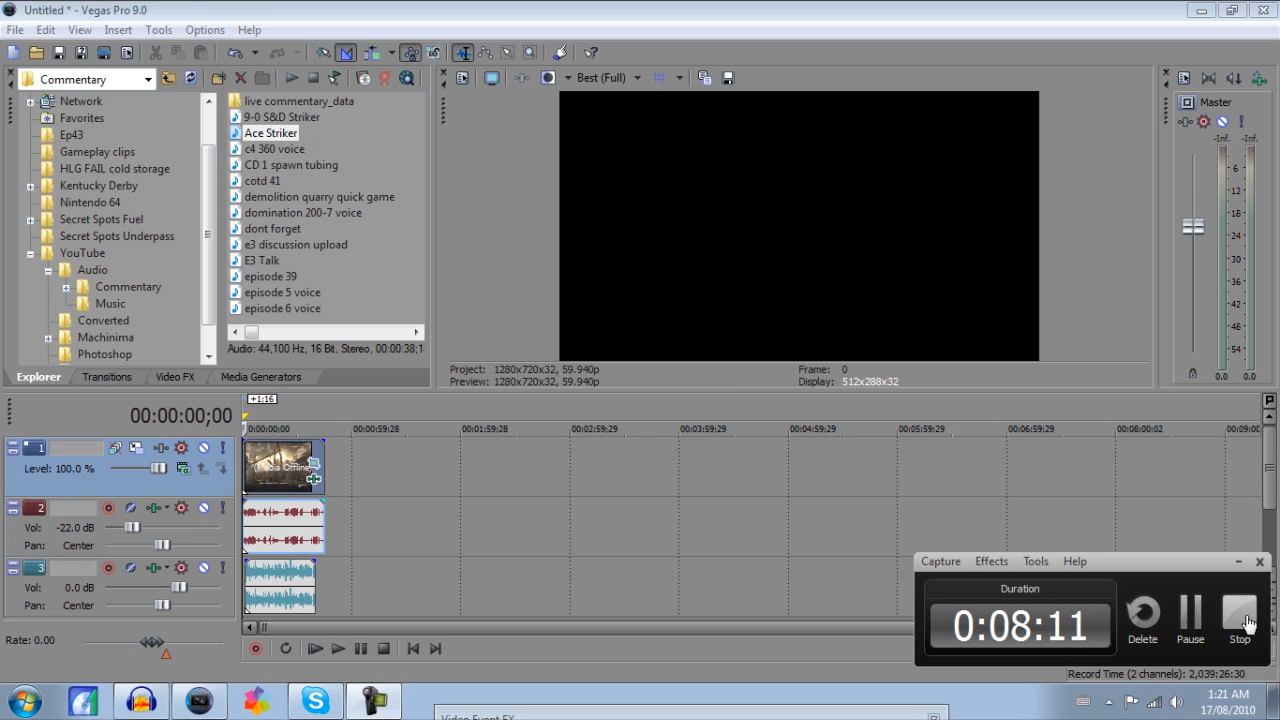 Untitled * - Vegas Pro 9.0
File Edit View Insert Tools Options Help
Commentary
Network
Favorites
Ep43
Gameplay clips
HLG FAIL cold storage
Kentucky Derby
Nintendo 64
Secret Spots Fuel
Secret Spots Underpass
YouTube
Audio
Commentary
Music
Converted
Machinima
Photoshop
live commentary_data
9-0 S&D Striker
Ace Striker
c4 360 voice
CD 1 spawn tubing
cotd 41
demolition quarry quick game
domination 200-7 voice
dont forget
e3 discussion upload
E3 Talk
episode 39
episode 5 voice
episode 6 voice
Audio: 44,100 Hz, 16 Bit, Stereo, 00:00:38;1
Explorer Transitions Video FX Media Generators
Best (Full)
Project: 1280x720x32, 59.940p
Preview: 1280x720x32, 59.940p
Frame: 0
Display: 512x288x32
Master
-Inf. -Inf.
6
12
18
24
30
36
42
48
54
0.0 0.0
00:00:00;00
+1:16
0:00:00:00 00:00:59:28 00:01:59:28 00:02:59:29 00:03:59:29 00:04:59:29 00:05:59:29 00:06:59:29 00:08:00:02 00:09:00
1
Level: 100.0 %
(Media Offline)
2
Vol: -22.0 dB
Pan: Center
3
Vol: 0.0 dB
Pan: Center
Rate: 0.00
Capture Effects Tools Help
Duration
0:08:11
Delete Pause Stop
Record Time (2 channels): 2,039:26:30
Video Event FX
1:21 AM
17/08/2010